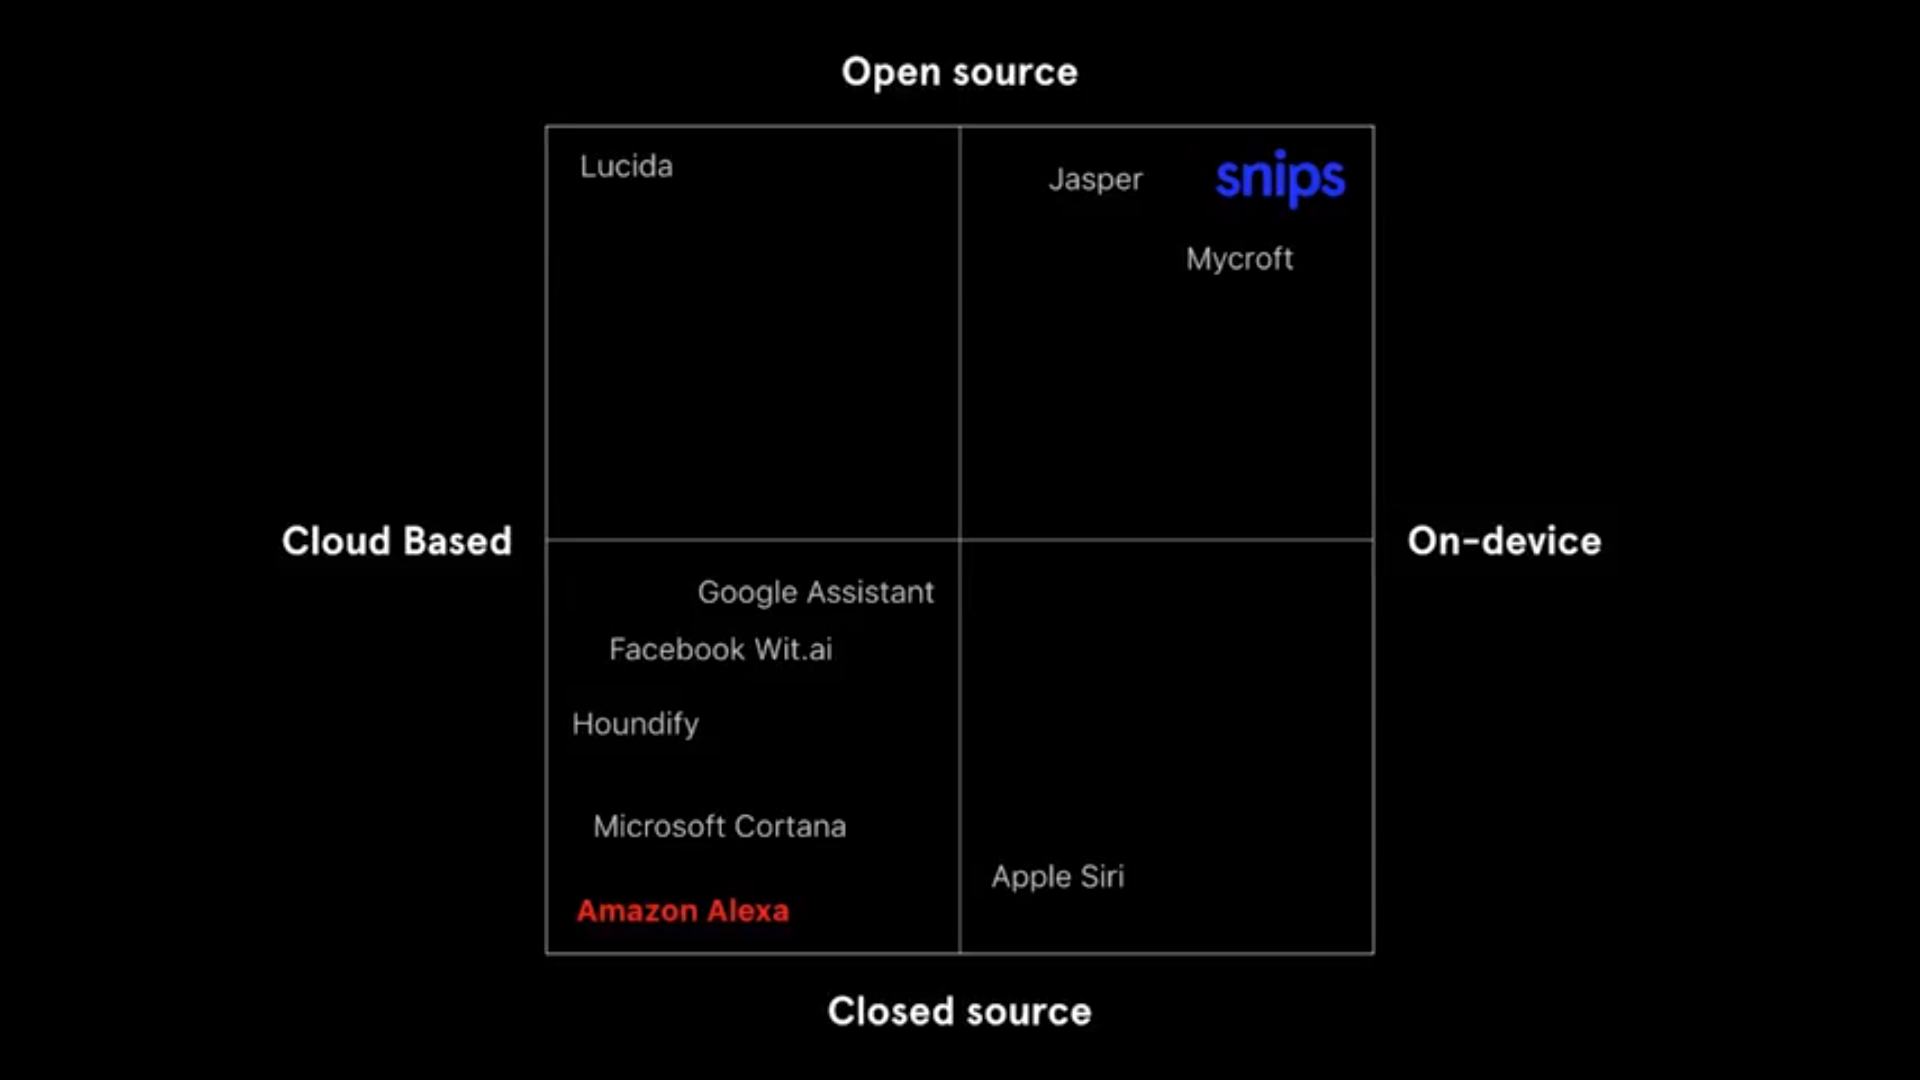 Open source
Lucida
Jasper
snips
Mycroft
Cloud Based
On-device
Google Assistant
Facebook Wit.ai
Houndify
Microsoft Cortana
Apple Siri
Amazon Alexa
Closed source